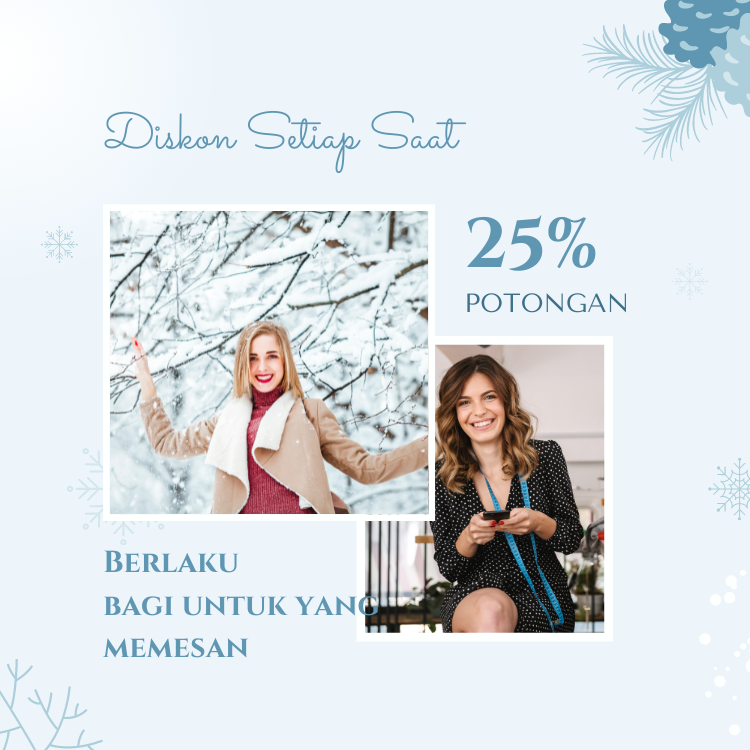 Diskon Setiap Saat
25%
POTONGAN
BERLAKU
BAGI UNTUK YANG
MEMESAN